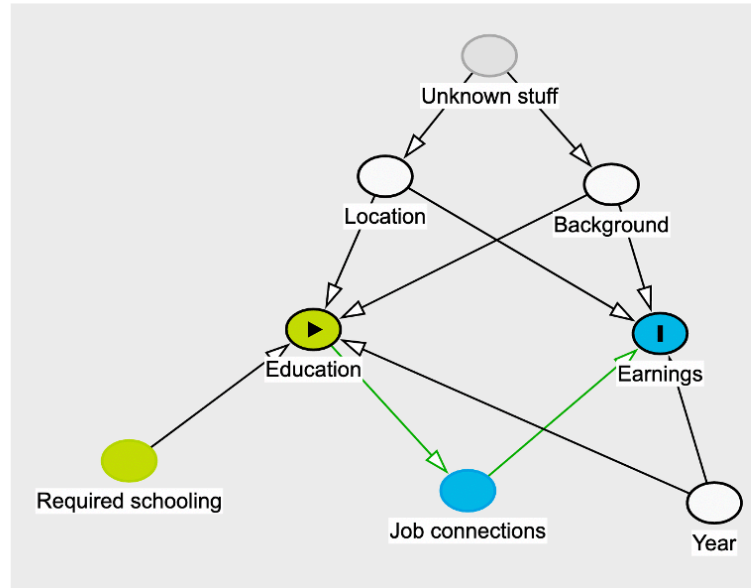 Unknown stuff
Location
Background
Education
Earnings
Required schooling
Job connections
Year